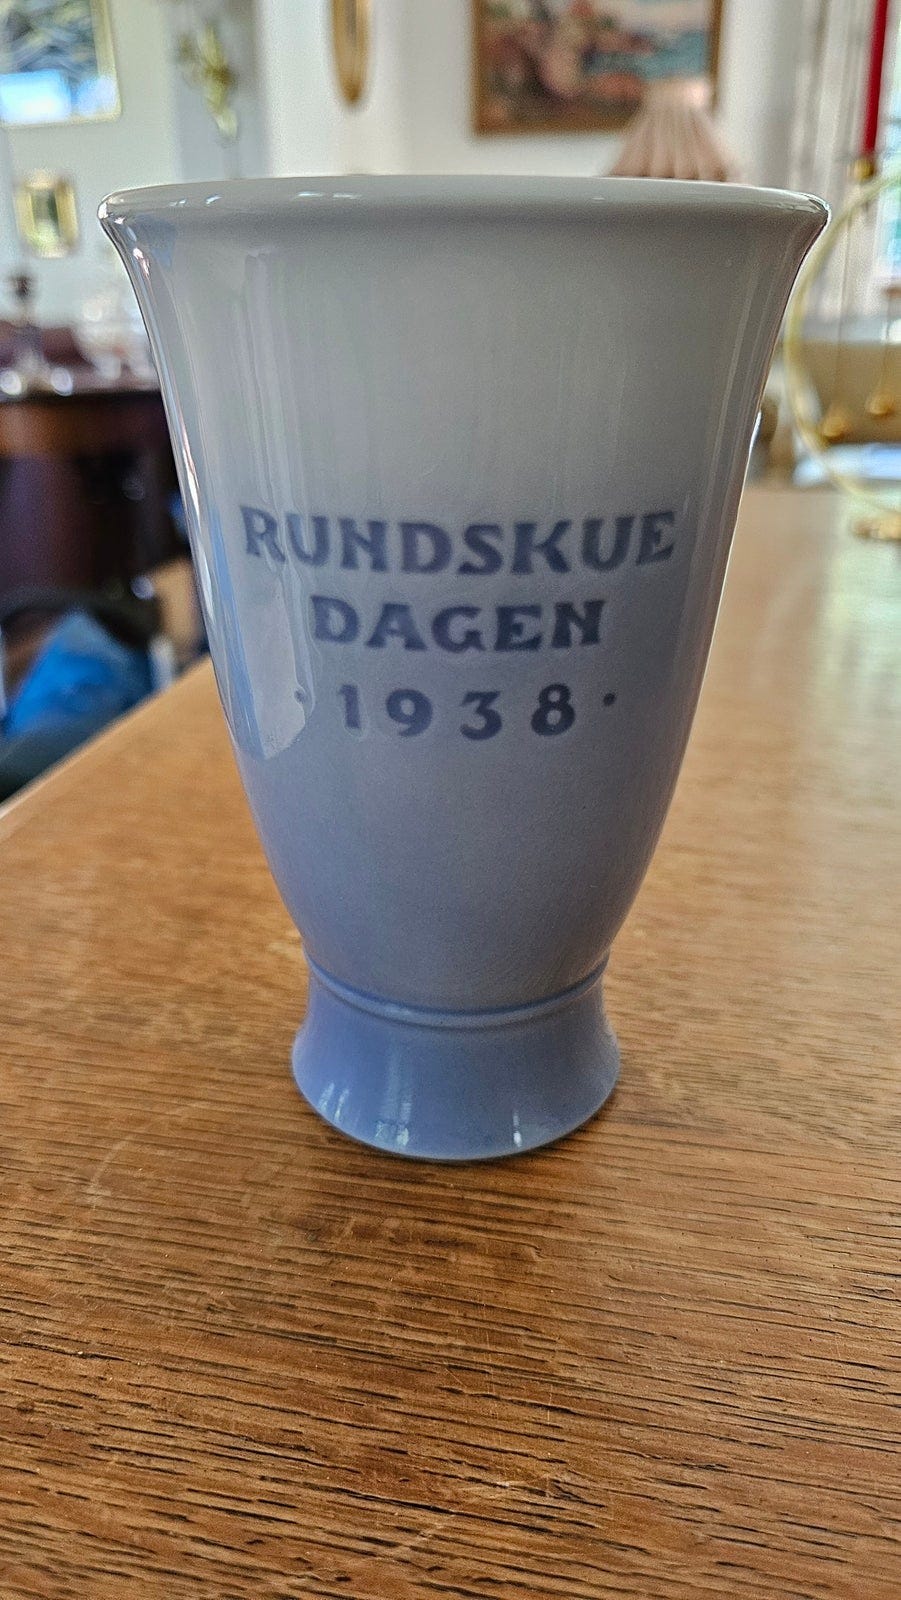 RUNDSKUE
DAGEN
· 1938 ·